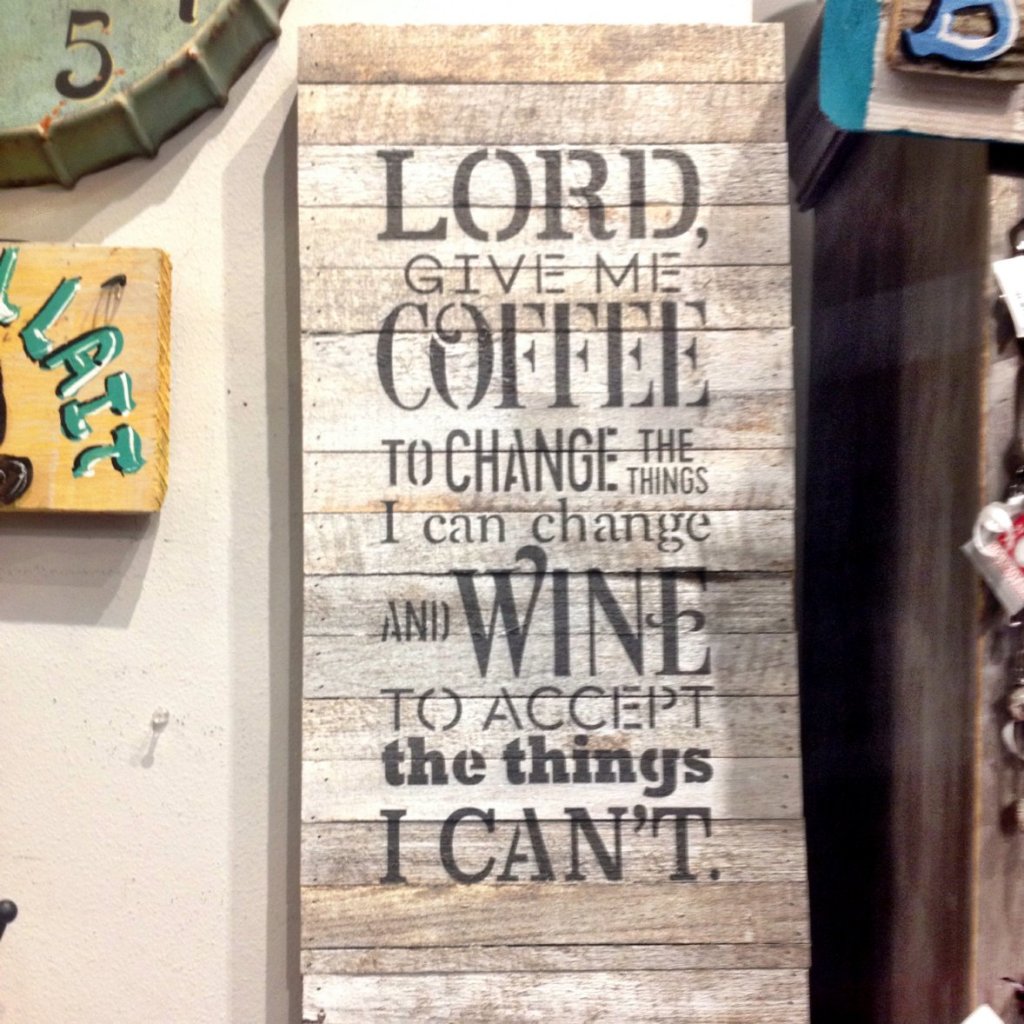 5
LAIT
D
LORD,
GIVE ME
COFFEE
TO CHANGE THE THINGS
I can change
AND WINE
TO ACCEPT
the things
I CAN'T.